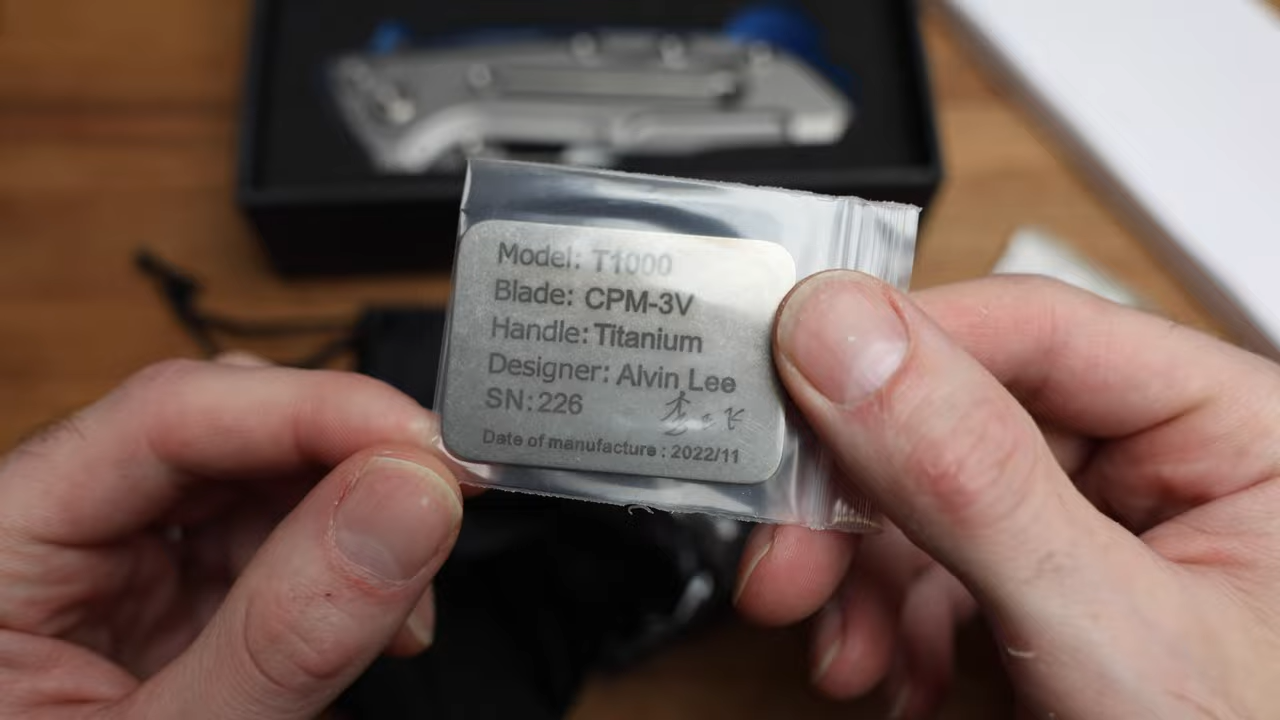 Model: T1000
Blade: CPM-3V
Handle: Titanium
Designer: Alvin Lee
SN: 226
Date of manufacture : 2022/11